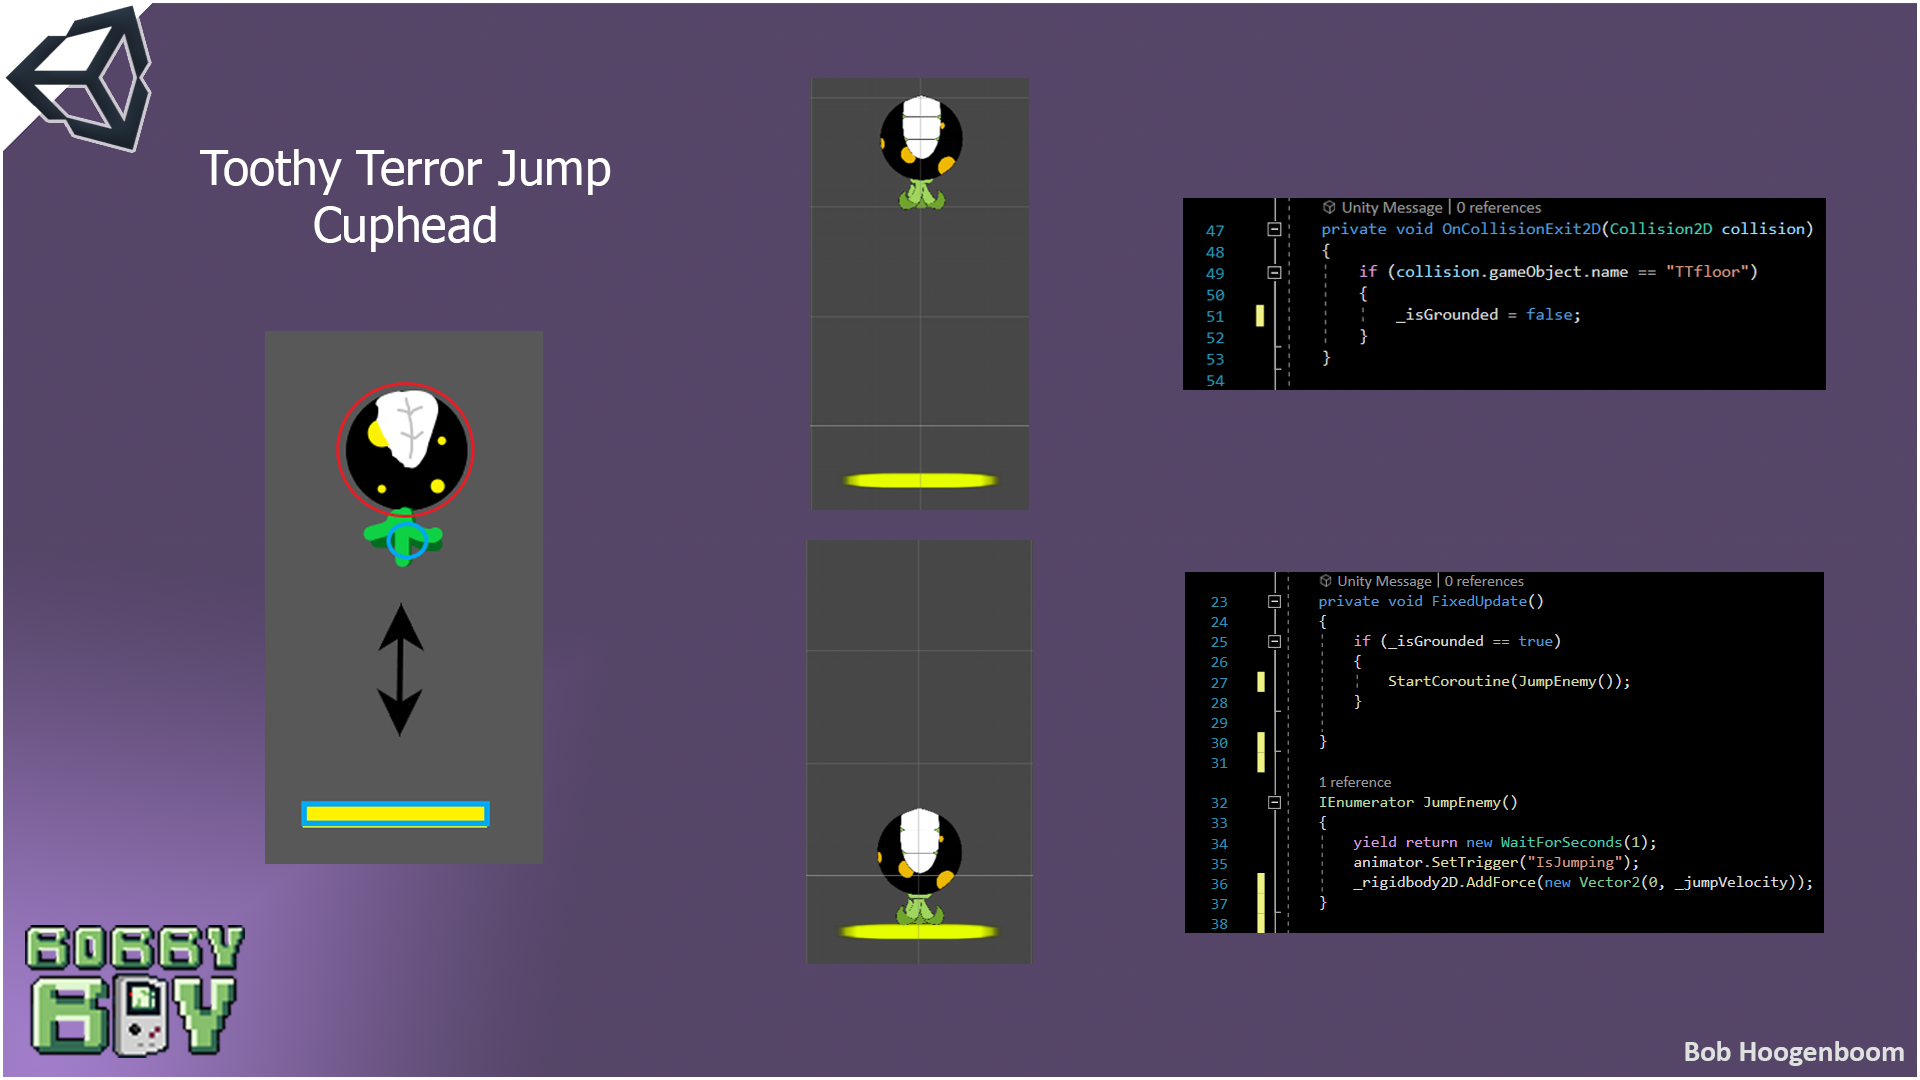 Toothy Terror Jump
Cuphead
Unity Message | 0 references
47 private void OnCollisionExit2D(Collision2D collision)
48 {
49 if (collision.gameObject.name == "TTfloor")
50 {
51 _isGrounded = false;
52 }
53 }
54
Unity Message | 0 references
23 private void FixedUpdate()
24 {
25 if (_isGrounded == true)
26 {
27 StartCoroutine(JumpEnemy());
28 }
29
30 }
31
1 reference
32 IEnumerator JumpEnemy()
33 {
34 yield return new WaitForSeconds(1);
35 animator.SetTrigger("IsJumping");
36 _rigidbody2D.AddForce(new Vector2(0, _jumpVelocity));
37 }
38
BOBBY
BOY
Bob Hoogenboom